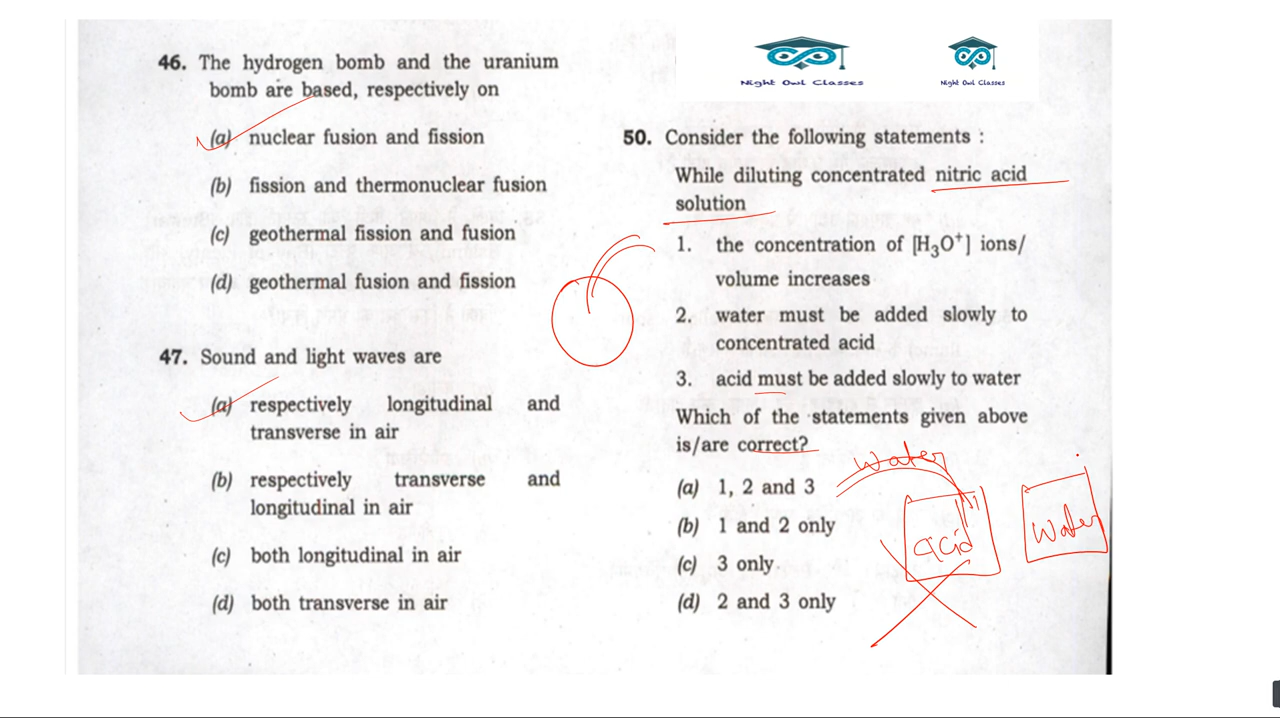 46. The hydrogen bomb and the uranium
bomb are based, respectively on
(a) nuclear fusion and fission
(b) fission and thermonuclear fusion
(c) geothermal fission and fusion
(d) geothermal fusion and fission
47. Sound and light waves are
(a) respectively longitudinal and
transverse in air
(b) respectively transverse and
longitudinal in air
(c) both longitudinal in air
(d) both transverse in air
Night Owl Classes
Night Owl Classes
50. Consider the following statements :
While diluting concentrated nitric acid
solution
1. the concentration of [H₃O⁺] ions/
volume increases
2. water must be added slowly to
concentrated acid
3. acid must be added slowly to water
Which of the statements given above
is/are correct?
(a) 1, 2 and 3
(b) 1 and 2 only
(c) 3 only
(d) 2 and 3 only
water
acid
water